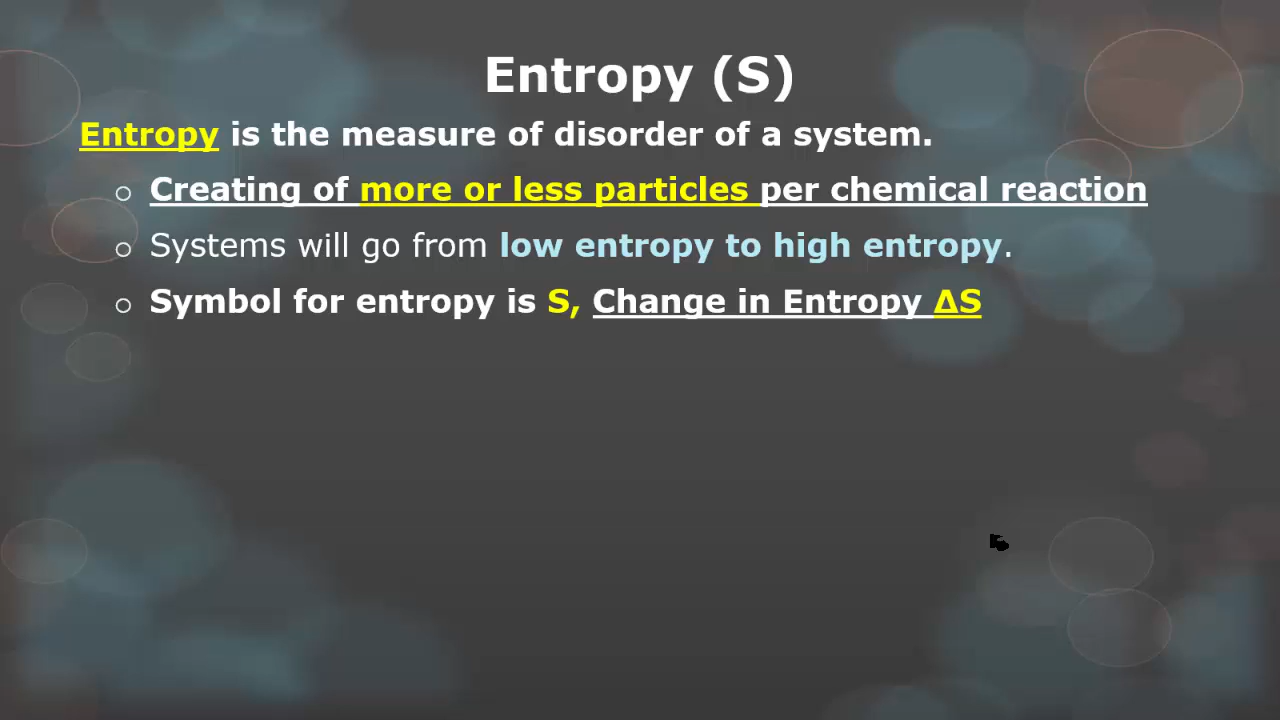 Entropy (S)
Entropy is the measure of disorder of a system.
Creating of more or less particles per chemical reaction
Systems will go from low entropy to high entropy.
Symbol for entropy is S, Change in Entropy ΔS